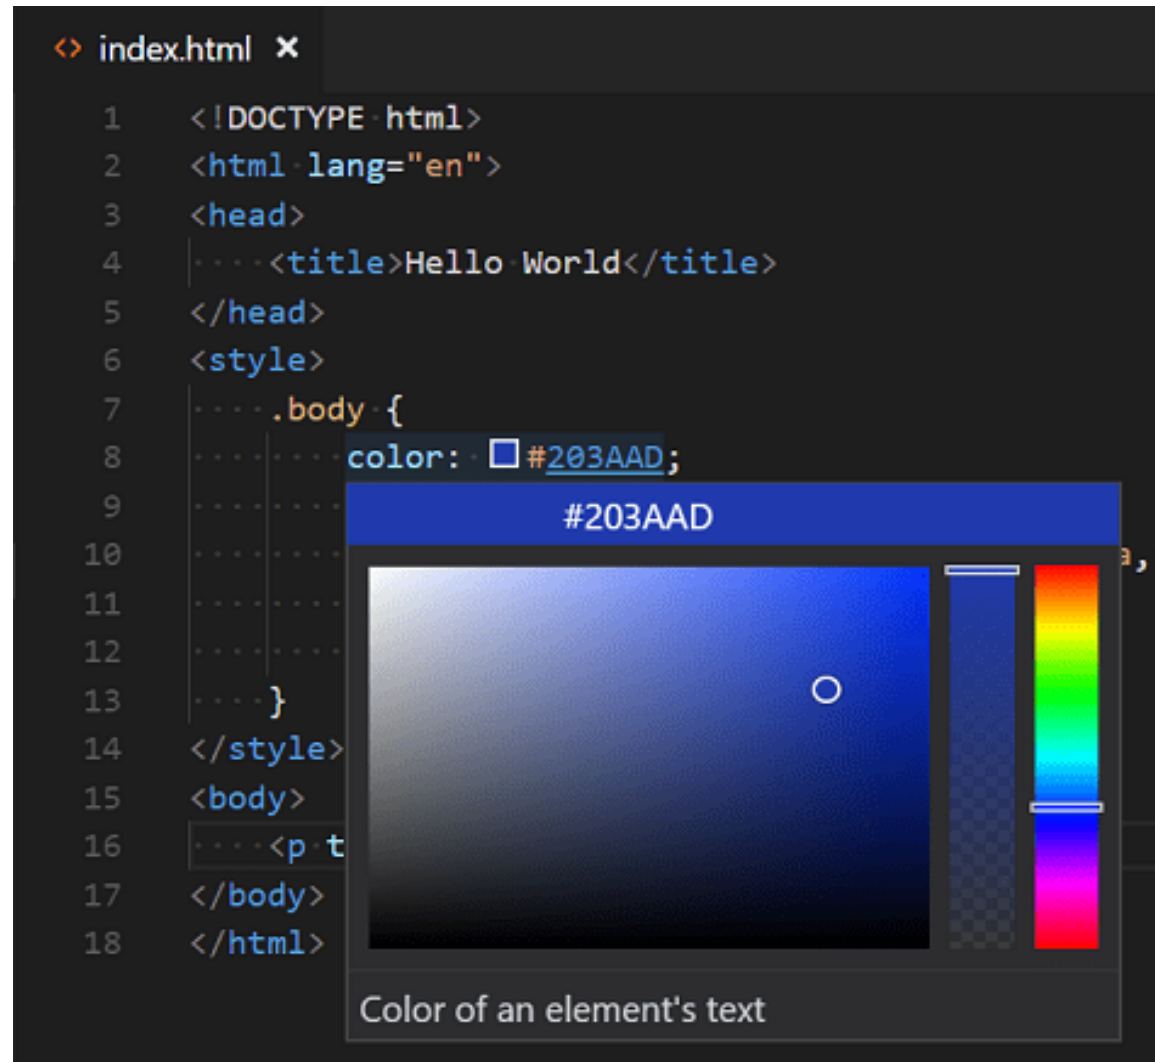 index.html
1 <!DOCTYPE html>
2 <html lang="en">
3 <head>
4 <title>Hello World</title>
5 </head>
6 <style>
7 .body {
8 color: #203AAD;
#203AAD
9
10 a,
11
12
13 }
14 </style>
15 <body>
16 <p t
17 </body>
18 </html>
Color of an element's text